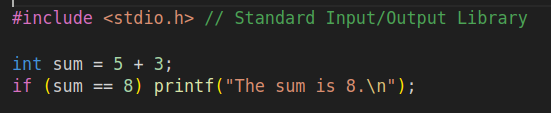 #include <stdio.h> // Standard Input/Output Library

int sum = 5 + 3;
if (sum == 8) printf("The sum is 8.\n");